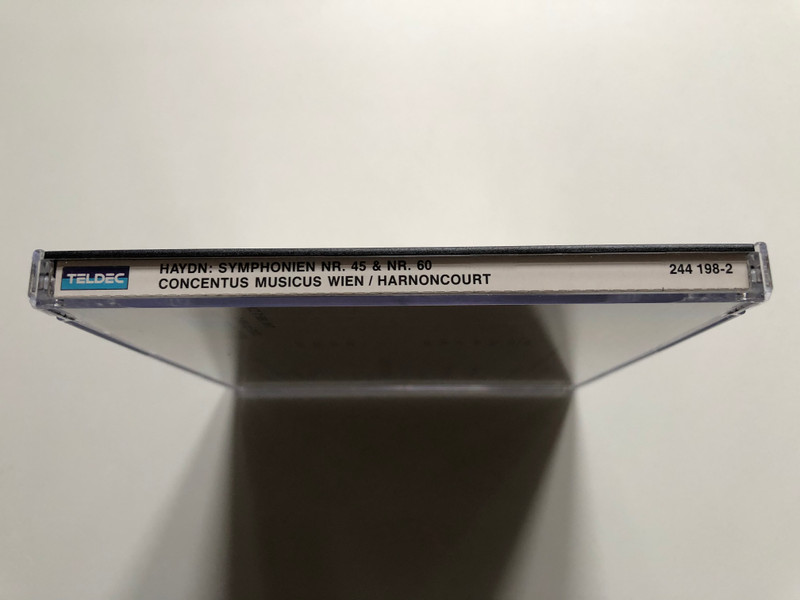 TELDEC
HAYDN: SYMPHONIEN NR. 45 & NR. 60
CONCENTUS MUSICUS WIEN / HARNONCOURT
244 198-2